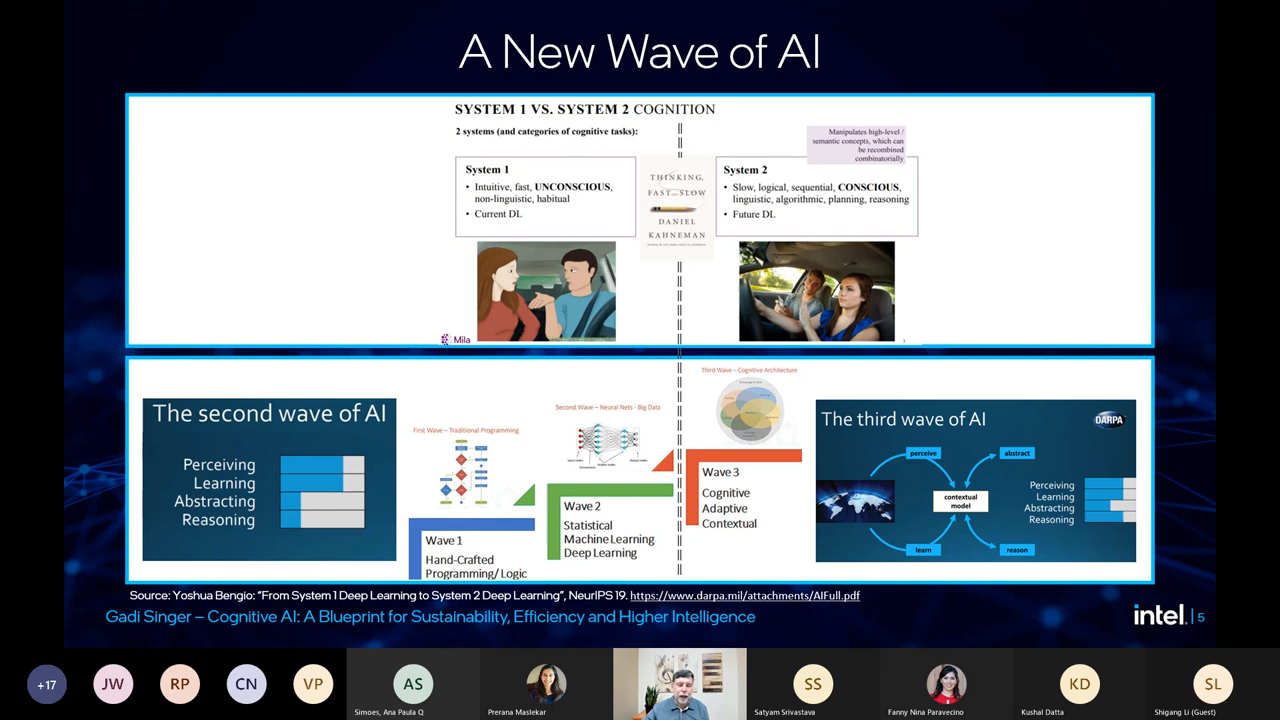 A New Wave of AI
SYSTEM 1 VS. SYSTEM 2 COGNITION
2 systems (and categories of cognitive tasks):
Manipulates high-level /
semantic concepts, which can
be recombined
combinatorially
System 1
• Intuitive, fast, UNCONSCIOUS,
non-linguistic, habitual
• Current DL
THINKING,
FAST AND SLOW
DANIEL
KAHNEMAN
System 2
• Slow, logical, sequential, CONSCIOUS,
linguistic, algorithmic, planning, reasoning
• Future DL
Mila
The second wave of AI
Perceiving
Learning
Abstracting
Reasoning
First Wave – Traditional Programming
Wave 1
Hand-Crafted
Programming/ Logic
Second Wave – Neural Nets - Big Data
Wave 2
Statistical
Machine Learning
Deep Learning
Third Wave – Cognitive Architecture
Wave 3
Cognitive
Adaptive
Contextual
The third wave of AI
DARPA
perceive
abstract
contextual
model
learn
reason
Perceiving
Learning
Abstracting
Reasoning
Source: Yoshua Bengio: “From System 1 Deep Learning to System 2 Deep Learning”, NeurIPS 19. https://www.darpa.mil/attachments/AIFull.pdf
Gadi Singer – Cognitive AI: A Blueprint for Sustainability, Efficiency and Higher Intelligence
intel. | 5
+17
JW
RP
CN
VP
AS
SS
KD
SL
Simoes, Ana Paula Q
Prerana Maslekar
Satyam Srivastava
Fanny Nina Paravecino
Kushal Datta
Shigang Li (Guest)